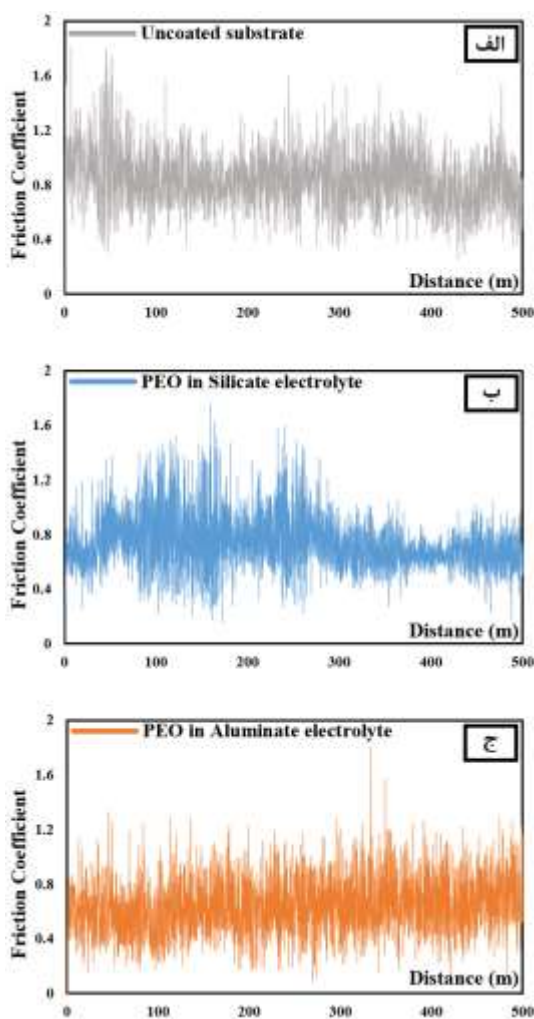 Uncoated substrate
الف
Friction Coefficient
2
1.6
1.2
0.8
0.4
0
Distance (m)
0 100 200 300 400 500
PEO in Silicate electrolyte
ب
Friction Coefficient
2
1.6
1.2
0.8
0.4
0
Distance (m)
0 100 200 300 400 500
PEO in Aluminate electrolyte
ج
Friction Coefficient
2
1.6
1.2
0.8
0.4
0
Distance (m)
0 100 200 300 400 500